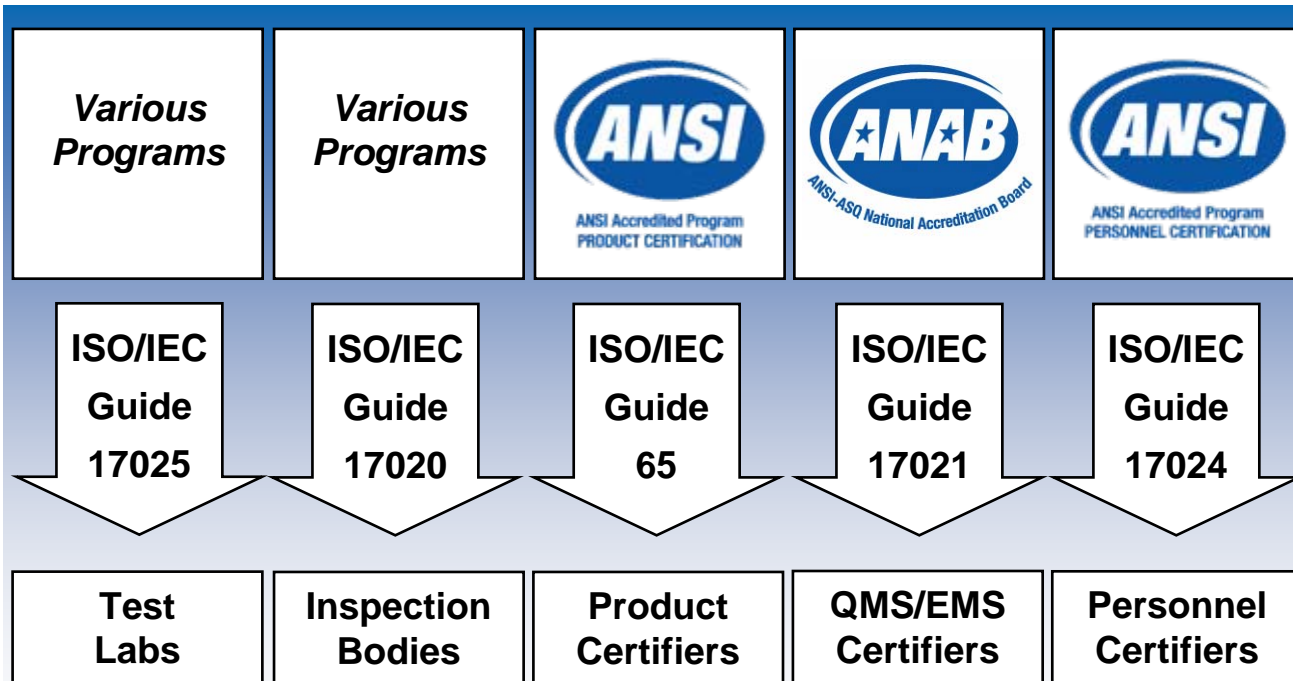 Various
Programs
Various
Programs
ANSI
ANSI Accredited Program
PRODUCT CERTIFICATION
ANAB
ANSI-ASQ National Accreditation Board
ANSI
ANSI Accredited Program
PERSONNEL CERTIFICATION
ISO/IEC
Guide
17025
ISO/IEC
Guide
17020
ISO/IEC
Guide
65
ISO/IEC
Guide
17021
ISO/IEC
Guide
17024
Test
Labs
Inspection
Bodies
Product
Certifiers
QMS/EMS
Certifiers
Personnel
Certifiers